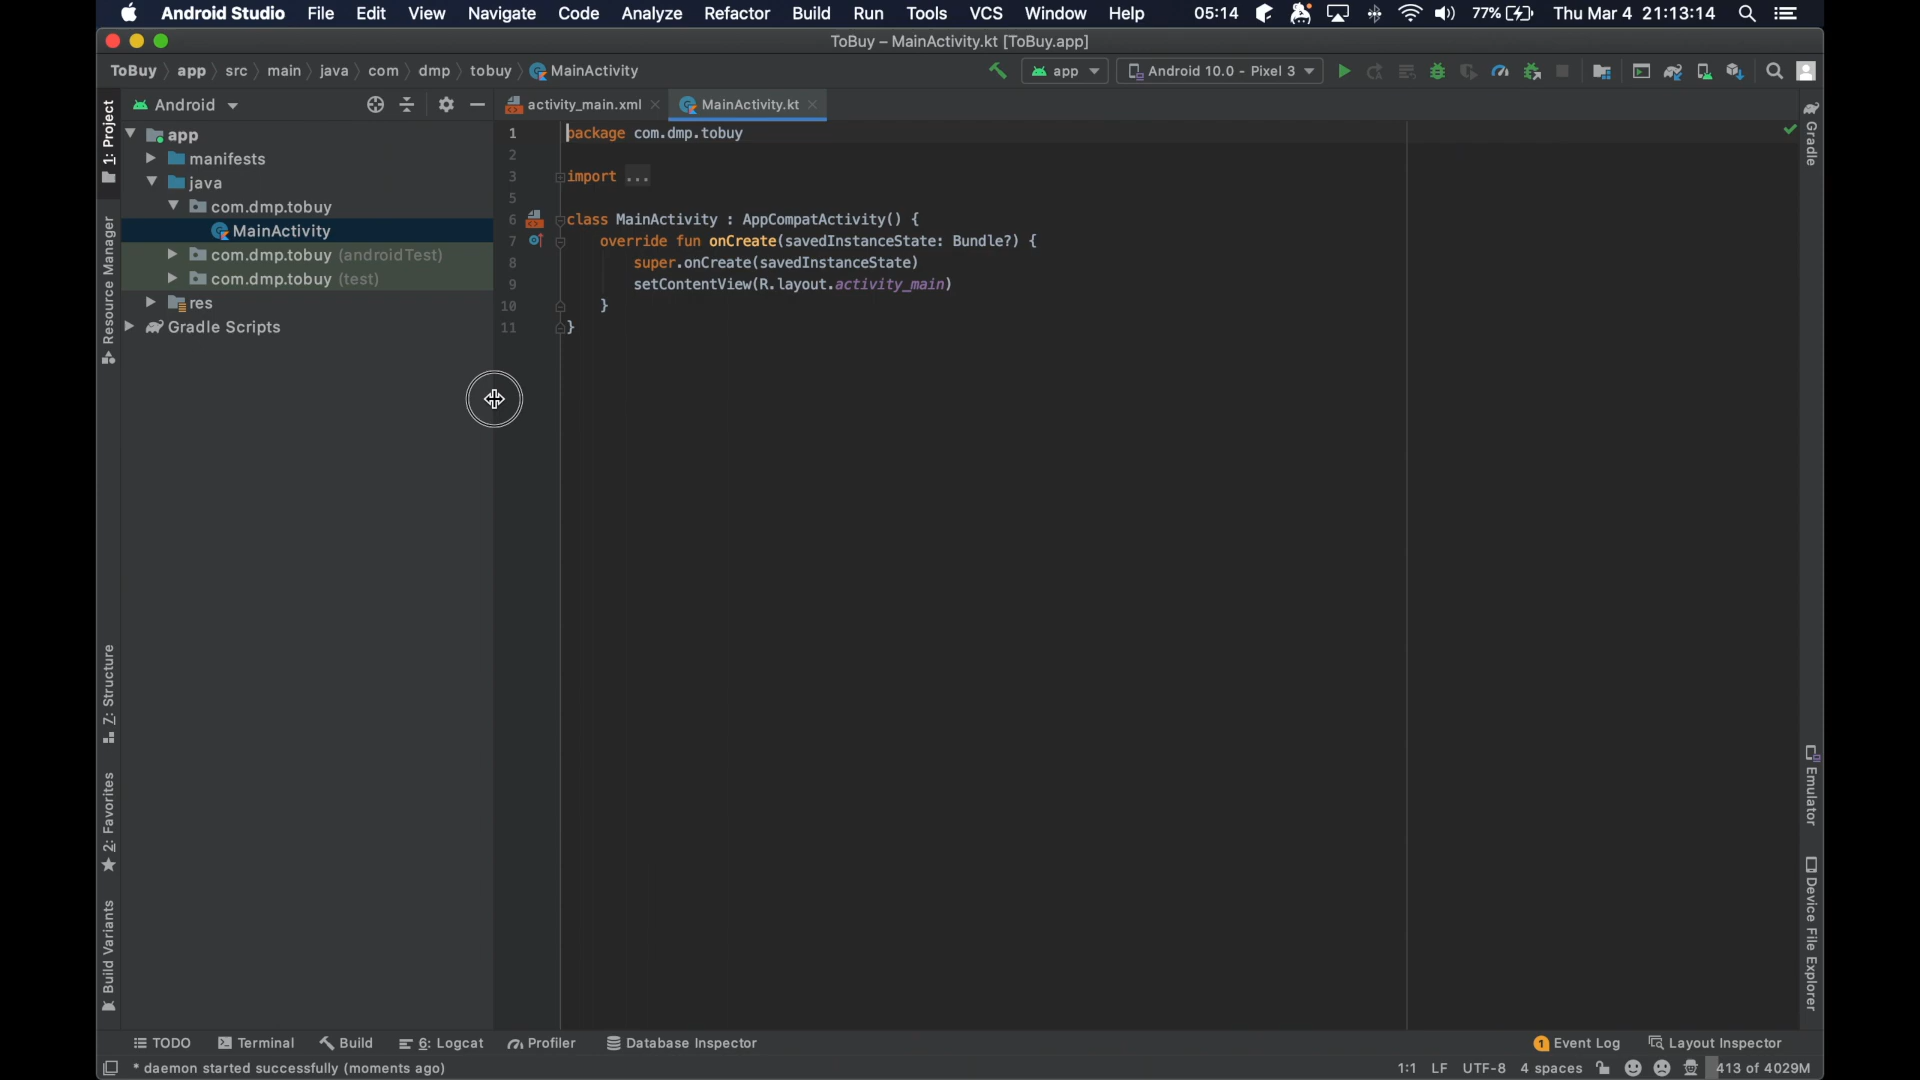 Android Studio File Edit View Navigate Code Analyze Refactor Build Run Tools VCS Window Help 05:14 77% Thu Mar 4 21:13:14
ToBuy – MainActivity.kt [ToBuy.app]
ToBuy app src main java com dmp tobuy MainActivity app Android 10.0 - Pixel 3
Android
activity_main.xml MainActivity.kt
app
manifests
java
com.dmp.tobuy
MainActivity
com.dmp.tobuy (androidTest)
com.dmp.tobuy (test)
res
Gradle Scripts
1 package com.dmp.tobuy
2
3 import ...
5
6 class MainActivity : AppCompatActivity() {
7 override fun onCreate(savedInstanceState: Bundle?) {
8 super.onCreate(savedInstanceState)
9 setContentView(R.layout.activity_main)
10 }
11 }
1: Project
Resource Manager
Z: Structure
2: Favorites
Build Variants
Gradle
Emulator
Device File Explorer
TODO Terminal Build 6: Logcat Profiler Database Inspector 1 Event Log Layout Inspector
* daemon started successfully (moments ago) 1:1 LF UTF-8 4 spaces 413 of 4029M